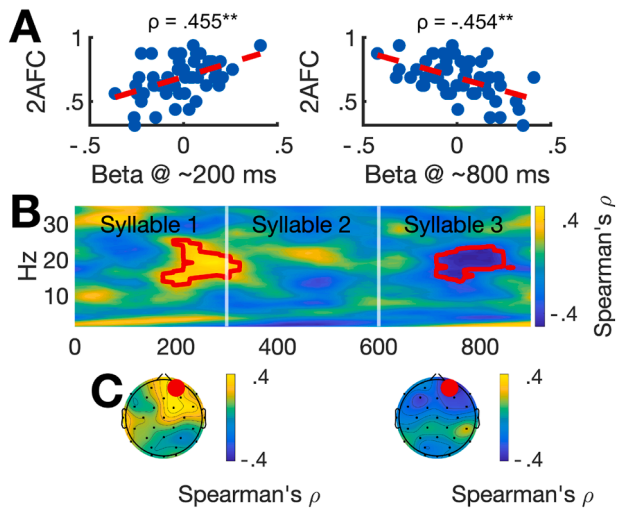 A
ρ = .455**
ρ = -.454**
2AFC
1
.5
-.5
0
.5
Beta @ ~200 ms
2AFC
1
.5
-.5
0
.5
Beta @ ~800 ms
B
Hz
30
20
10
Syllable 1
Syllable 2
Syllable 3
0
200
400
600
800
.4
-.4
Spearman's ρ
C
.4
-.4
Spearman's ρ
.4
-.4
Spearman's ρ